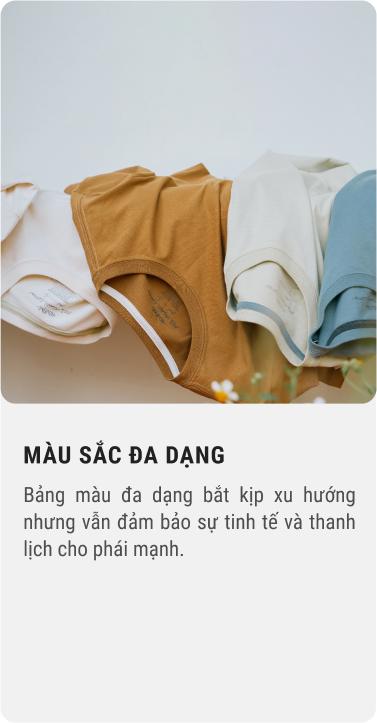 MÀU SẮC ĐA DẠNG
Bảng màu đa dạng bắt kịp xu hướng
nhưng vẫn đảm bảo sự tinh tế và thanh
lịch cho phái mạnh.